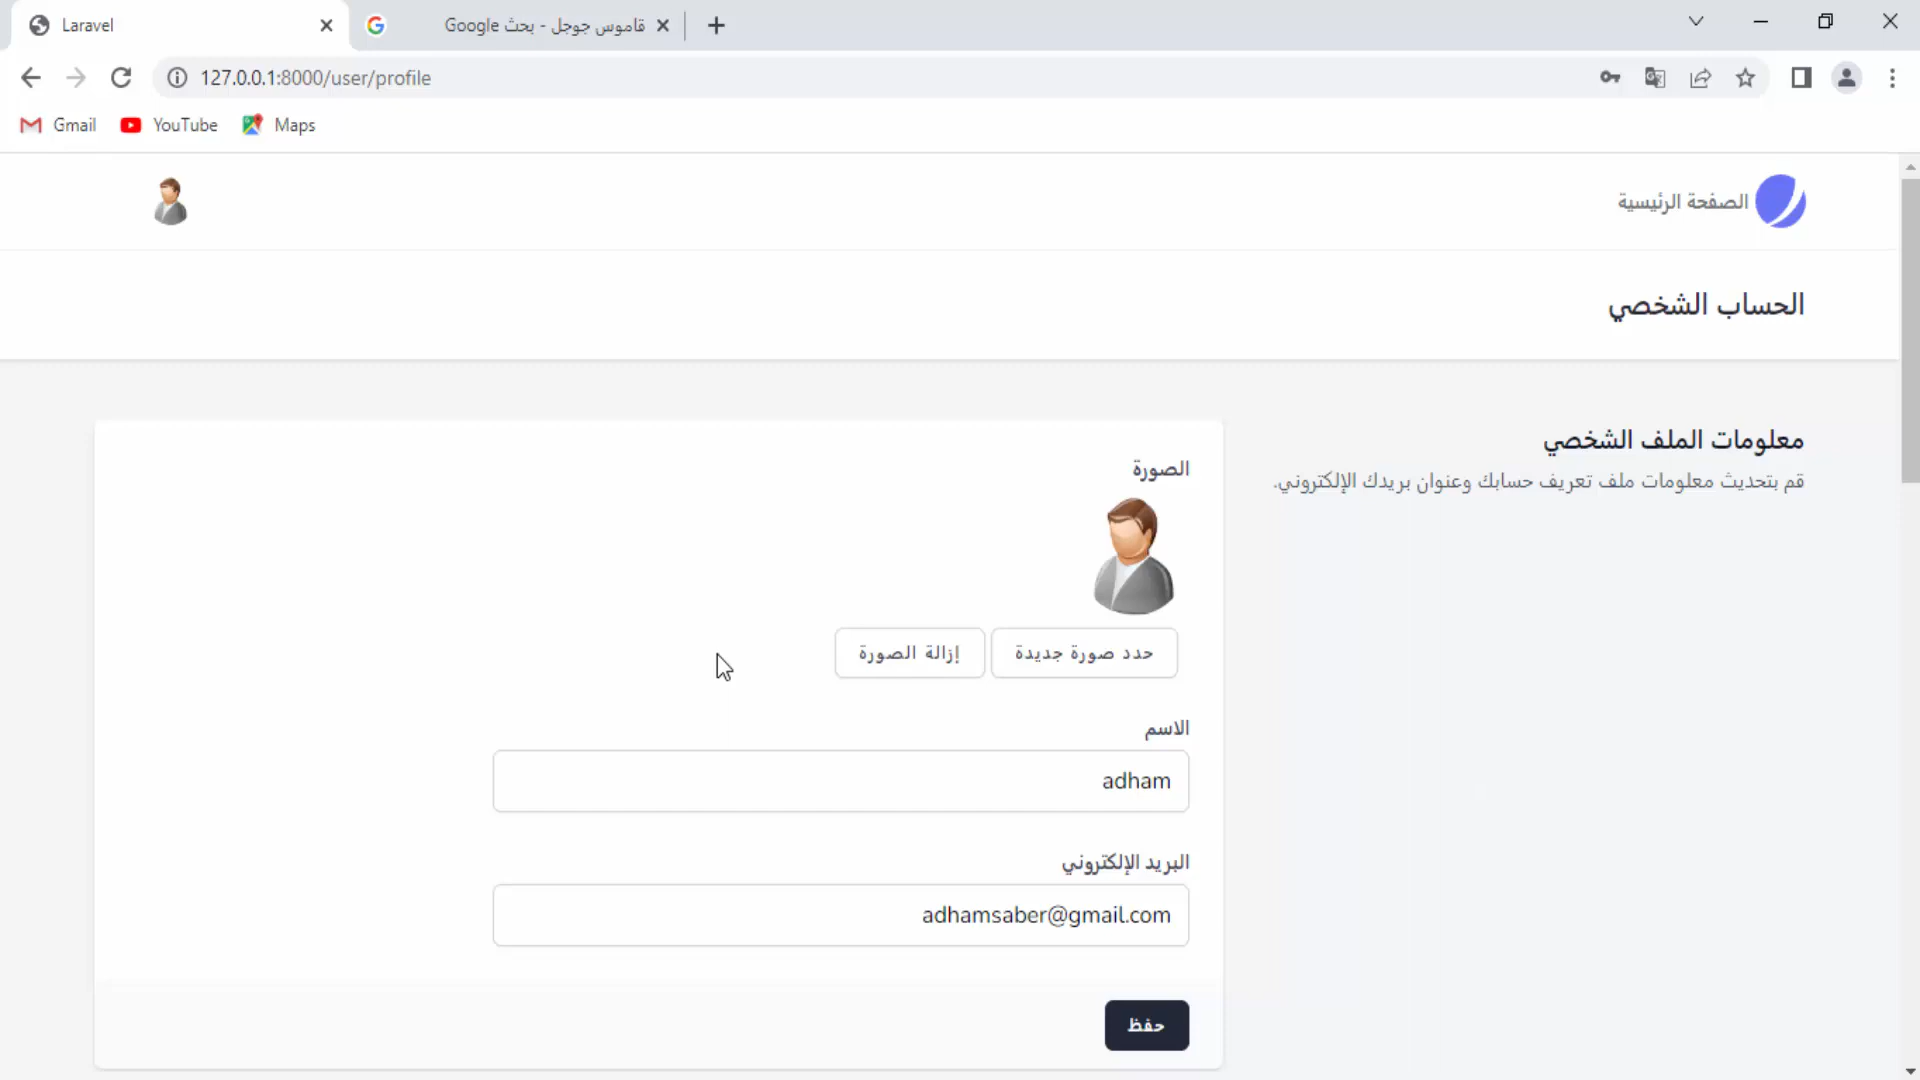 Laravel
قاموس جوجل - بحث Google
127.0.0.1:8000/user/profile
Gmail
YouTube
Maps
الصفحة الرئيسية
الحساب الشخصي
معلومات الملف الشخصي
قم بتحديث معلومات ملف تعريف حسابك وعنوان بريدك الإلكتروني.
الصورة
حدد صورة جديدة
إزالة الصورة
الاسم
adham
البريد الإلكتروني
adhamsaber@gmail.com
حفظ